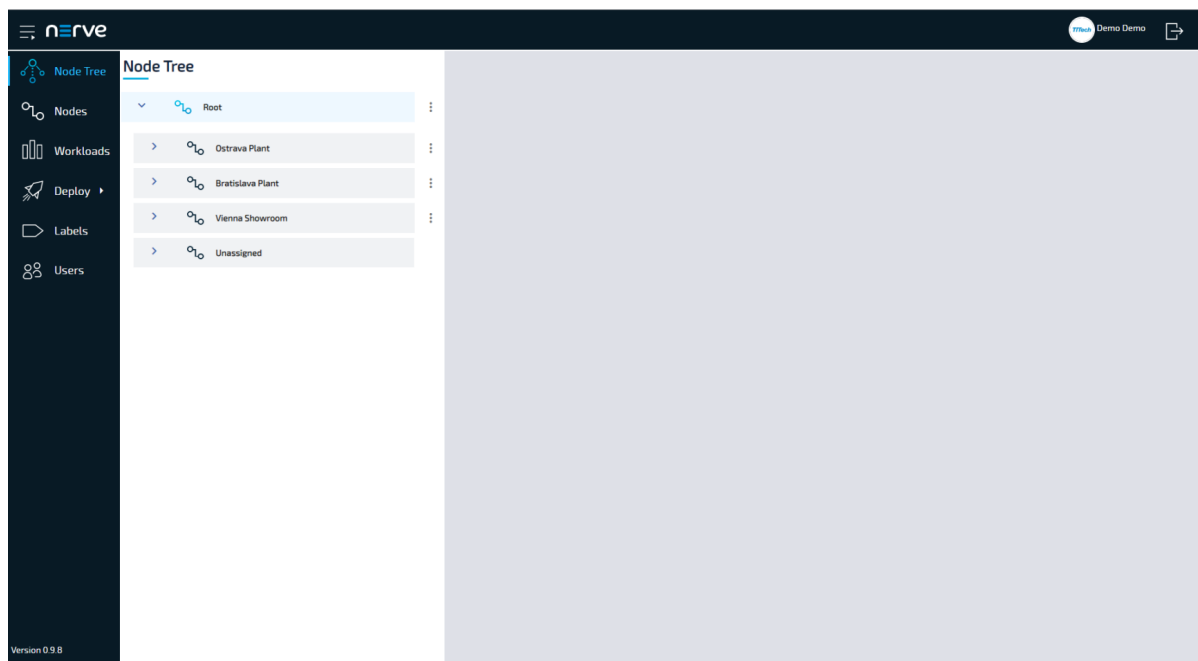 nerve
TTTech
Demo Demo
Node Tree
Nodes
Workloads
Deploy
Labels
Users
Version 0.9.8
Node Tree
Root
Ostrava Plant
Bratislava Plant
Vienna Showroom
Unassigned